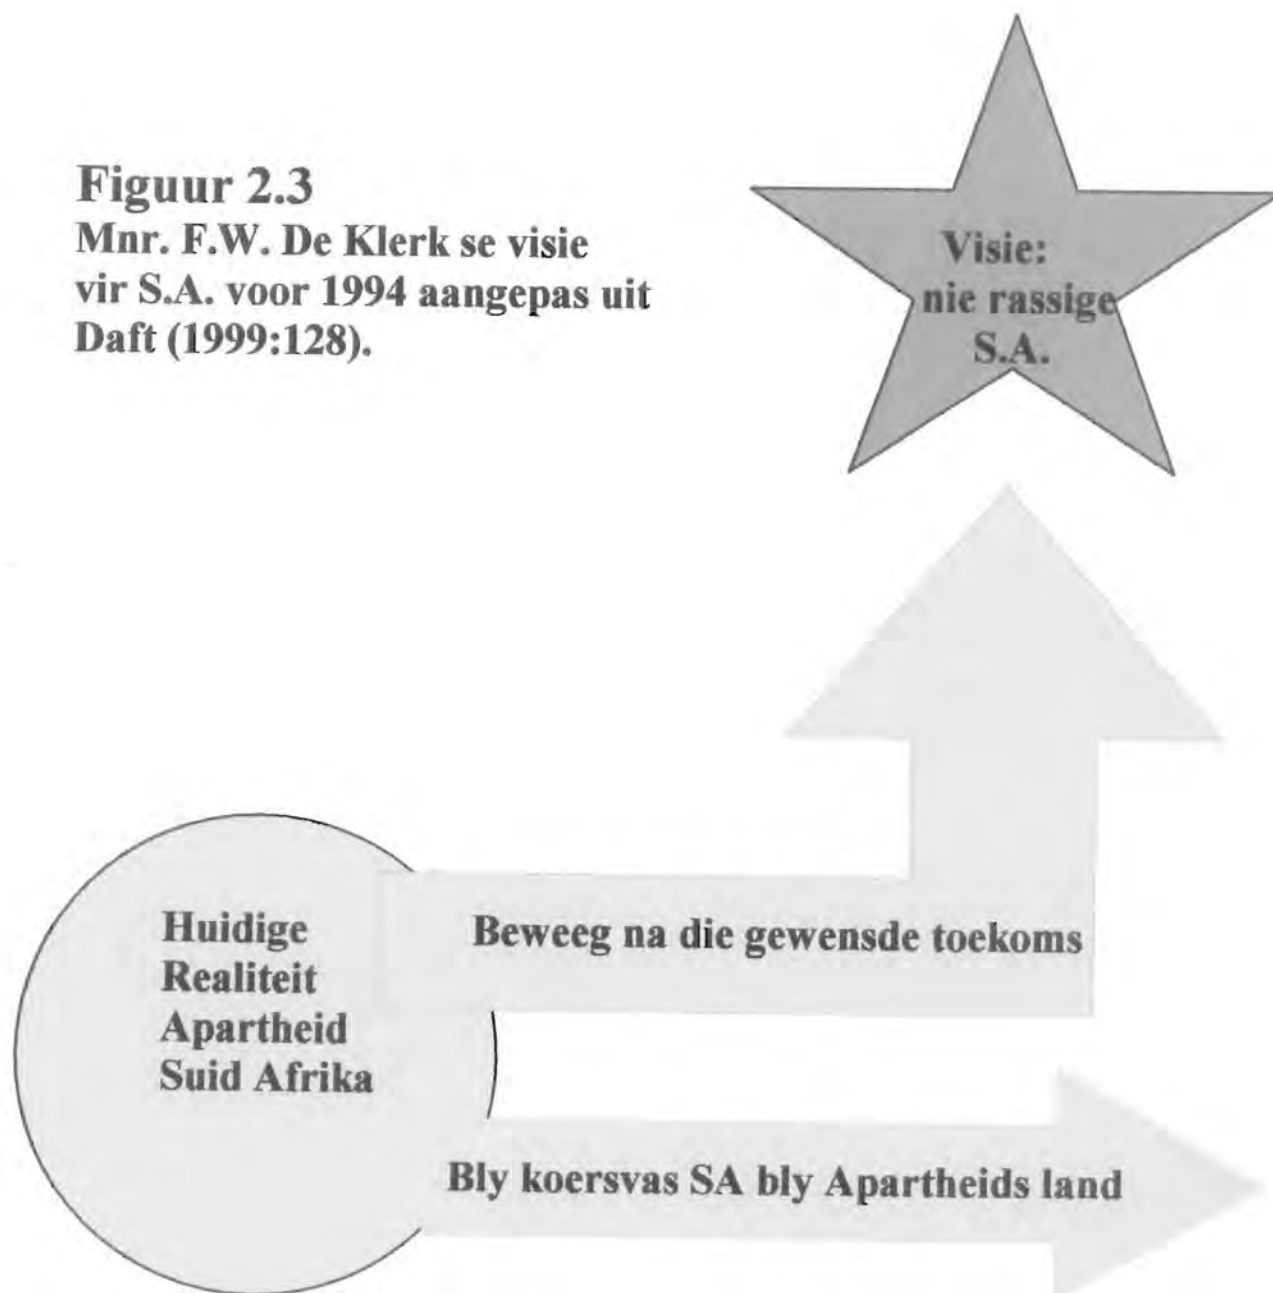 Figuur 2.3
Mnr. F.W. De Klerk se visie
vir S.A. voor 1994 aangepas uit
Daft (1999:128).
Visie:
nie rassige
S.A.
Huidige
Realiteit
Apartheid
Suid Afrika
Beweeg na die gewensde toekoms
Bly koersvas SA bly Apartheids land